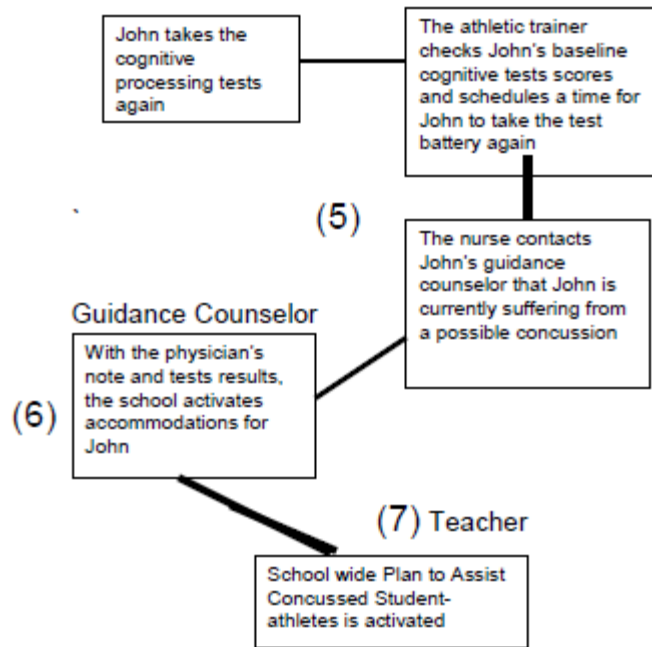 John takes the
cognitive
processing tests
again
The athletic trainer
checks John's baseline
cognitive tests scores
and schedules a time for
John to take the test
battery again
`
(5)
The nurse contacts
John's guidance
counselor that John is
currently suffering from
a possible concussion
Guidance Counselor
(6)
With the physician's
note and tests results,
the school activates
accommodations for
John
(7) Teacher
School wide Plan to Assist
Concussed Student-
athletes is activated